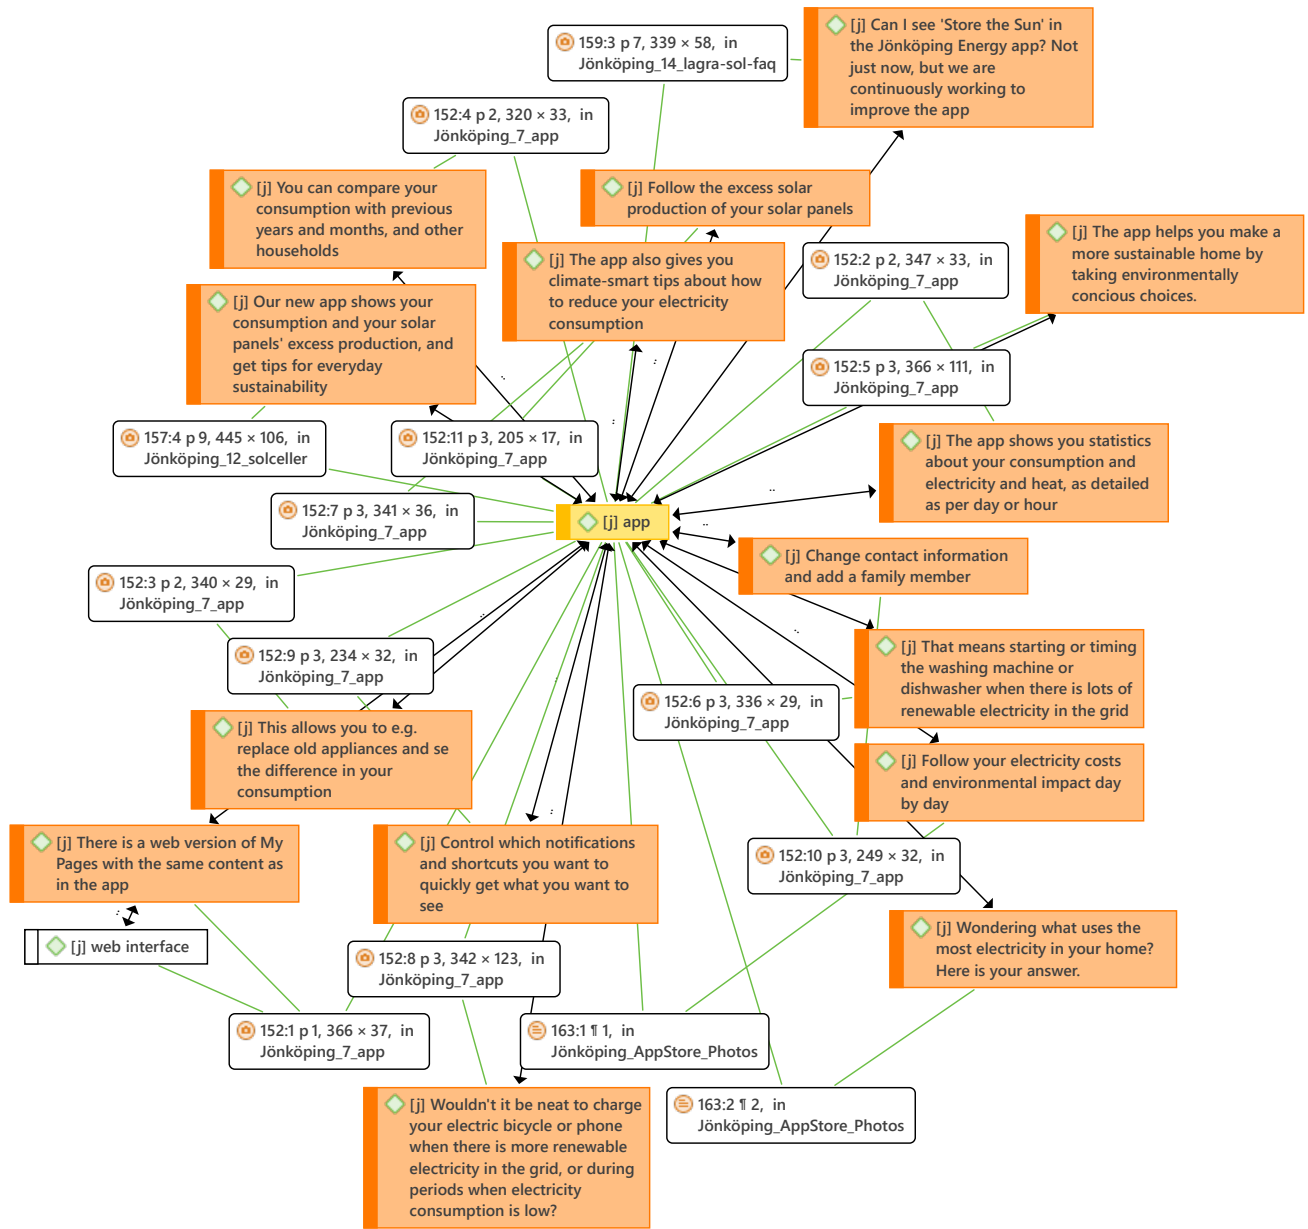 [j] Can I see 'Store the Sun' in
the Jönköping Energy app? Not
just now, but we are
continuously working to
improve the app
159:3 p 7, 339 × 58, in
Jönköping_14_lagra-sol-faq
152:4 p 2, 320 × 33, in
Jönköping_7_app
[j] You can compare your
consumption with previous
years and months, and other
households
[j] Follow the excess solar
production of your solar panels
[j] The app helps you make a
more sustainable home by
taking environmentally
concious choices.
[j] The app also gives you
climate-smart tips about how
to reduce your electricity
consumption
152:2 p 2, 347 × 33, in
Jönköping_7_app
[j] Our new app shows your
consumption and your solar
panels' excess production, and
get tips for everyday
sustainability
152:5 p 3, 366 × 111, in
Jönköping_7_app
157:4 p 9, 445 × 106, in
Jönköping_12_solceller
152:11 p 3, 205 × 17, in
Jönköping_7_app
[j] The app shows you statistics
about your consumption and
electricity and heat, as detailed
as per day or hour
152:7 p 3, 341 × 36, in
Jönköping_7_app
[j] app
[j] Change contact information
and add a family member
152:3 p 2, 340 × 29, in
Jönköping_7_app
152:9 p 3, 234 × 32, in
Jönköping_7_app
[j] That means starting or timing
the washing machine or
dishwasher when there is lots of
renewable electricity in the grid
152:6 p 3, 336 × 29, in
Jönköping_7_app
[j] This allows you to e.g.
replace old appliances and se
the difference in your
consumption
[j] Follow your electricity costs
and environmental impact day
by day
[j] There is a web version of My
Pages with the same content as
in the app
[j] Control which notifications
and shortcuts you want to
quickly get what you want to
see
152:10 p 3, 249 × 32, in
Jönköping_7_app
[j] web interface
[j] Wondering what uses the
most electricity in your home?
Here is your answer.
152:8 p 3, 342 × 123, in
Jönköping_7_app
152:1 p 1, 366 × 37, in
Jönköping_7_app
163:1 ¶ 1, in
Jönköping_AppStore_Photos
[j] Wouldn't it be neat to charge
your electric bicycle or phone
when there is more renewable
electricity in the grid, or during
periods when electricity
consumption is low?
163:2 ¶ 2, in
Jönköping_AppStore_Photos